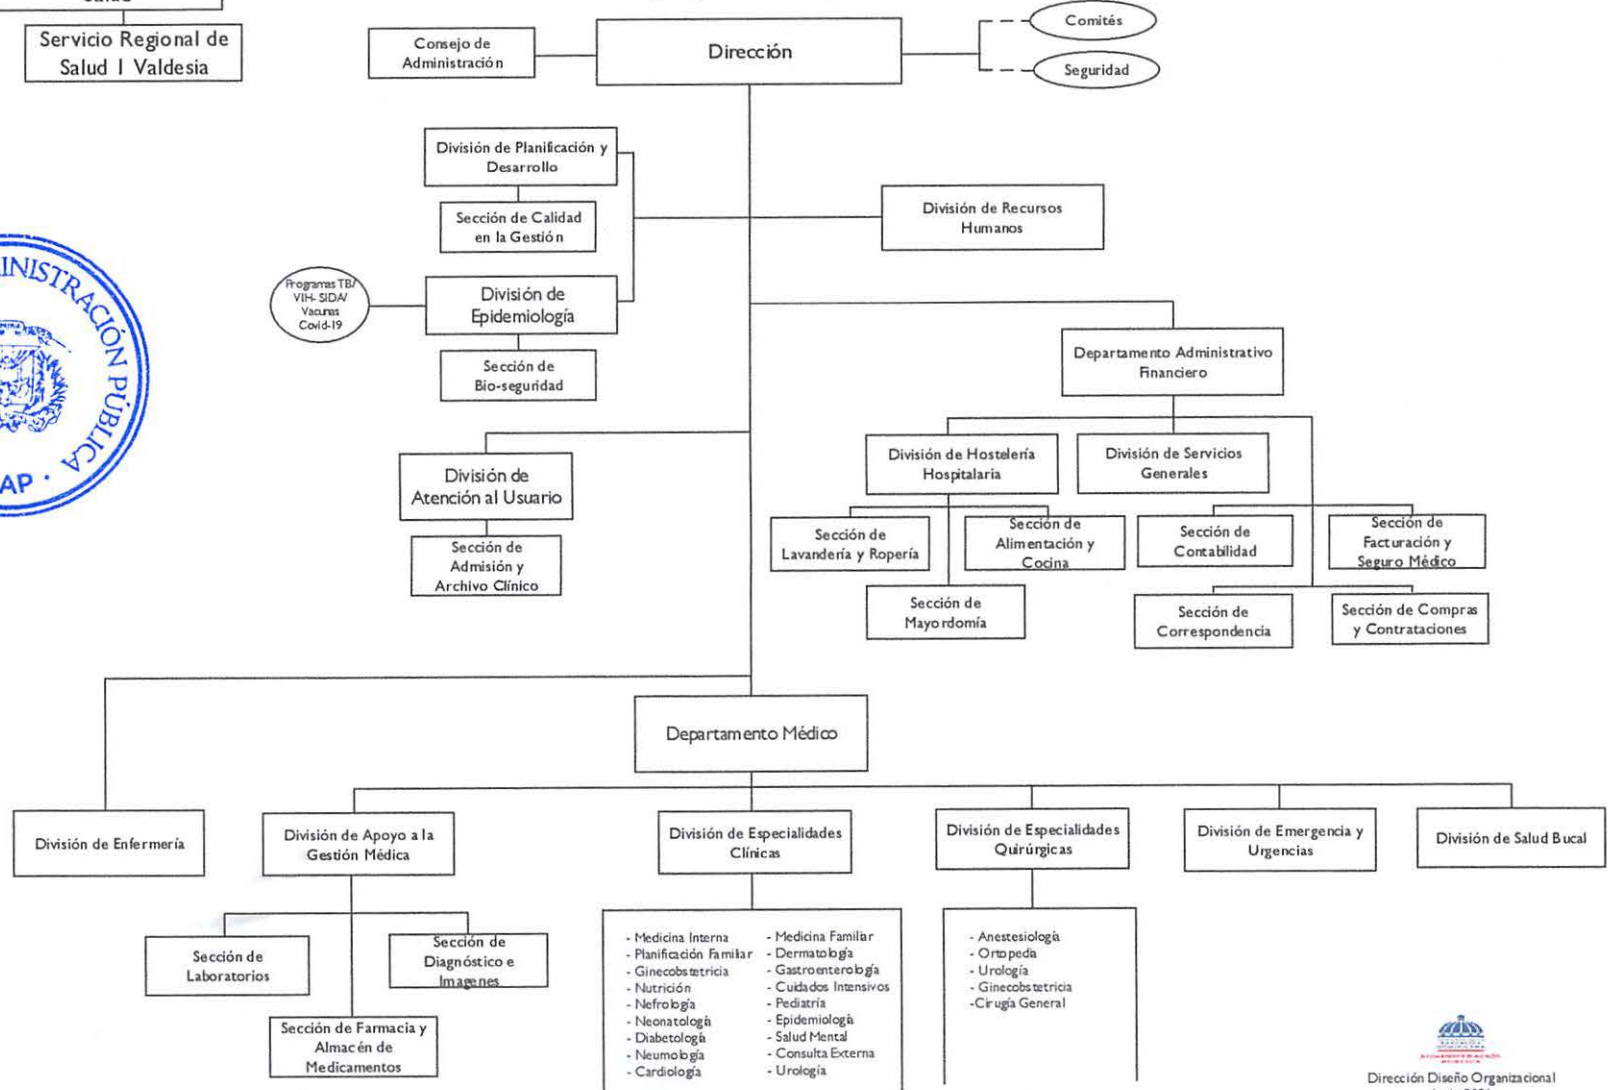 Salud
Servicio Regional de
Salud I Valdesia
Consejo de
Administración
Dirección
Comités
Seguridad
División de Planificación y
Desarrollo
Sección de Calidad
en la Gestión
División de Recursos
Humanos
Programas TB/
VIH- SIDA/
Vacunas
Covid-19
División de
Epidemiología
Sección de
Bio-seguridad
MINISTRACIÓN PÚBLICA
AP
Departamento Administrativo
Financiero
División de Hostelería
Hospitalaria
División de Servicios
Generales
División de
Atención al Usuario
Sección de
Admisión y
Archivo Clínico
Sección de
Lavandería y Ropería
Sección de
Alimentación y
Cocina
Sección de
Contabilidad
Sección de
Facturación y
Seguro Médico
Sección de
Mayordomía
Sección de
Correspondencia
Sección de Compras
y Contrataciones
Departamento Médico
División de Enfermería
División de Apoyo a la
Gestión Médica
División de Especialidades
Clínicas
División de Especialidades
Quirúrgicas
División de Emergencia y
Urgencias
División de Salud Bucal
Sección de
Laboratorios
Sección de
Diagnóstico e
Imagenes
Sección de Farmacia y
Almacén de
Medicamentos
- Medicina Interna
- Planificación Familiar
- Ginecobstetricia
- Nutrición
- Nefrología
- Neonatología
- Diabetología
- Neumología
- Cardiología
- Medicina Familiar
- Dermatología
- Gastroenterología
- Cuidados Intensivos
- Pediatría
- Epidemiología
- Salud Mental
- Consulta Externa
- Urología
- Anestesiología
- Ortopedia
- Urología
- Ginecobstetricia
-Cirugía General
Dirección Diseño Organizacional